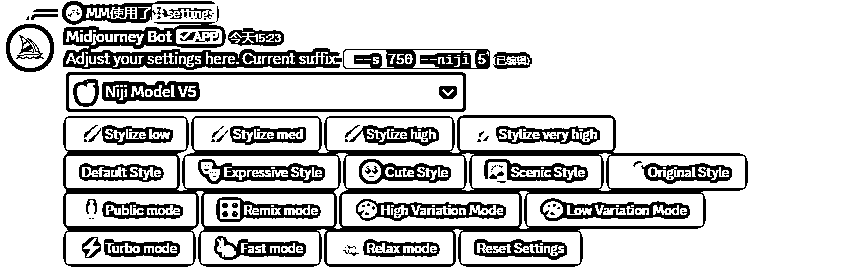 MM使用了 settings
Midjourney Bot ✓APP 今天15:23
Adjust your settings here. Current suffix: --s 750 --niji 5 (已编辑)
Niji Model V5
Stylize low Stylize med Stylize high Stylize very high
Default Style Expressive Style Cute Style Scenic Style Original Style
Public mode Remix mode High Variation Mode Low Variation Mode
Turbo mode Fast mode Relax mode Reset Settings